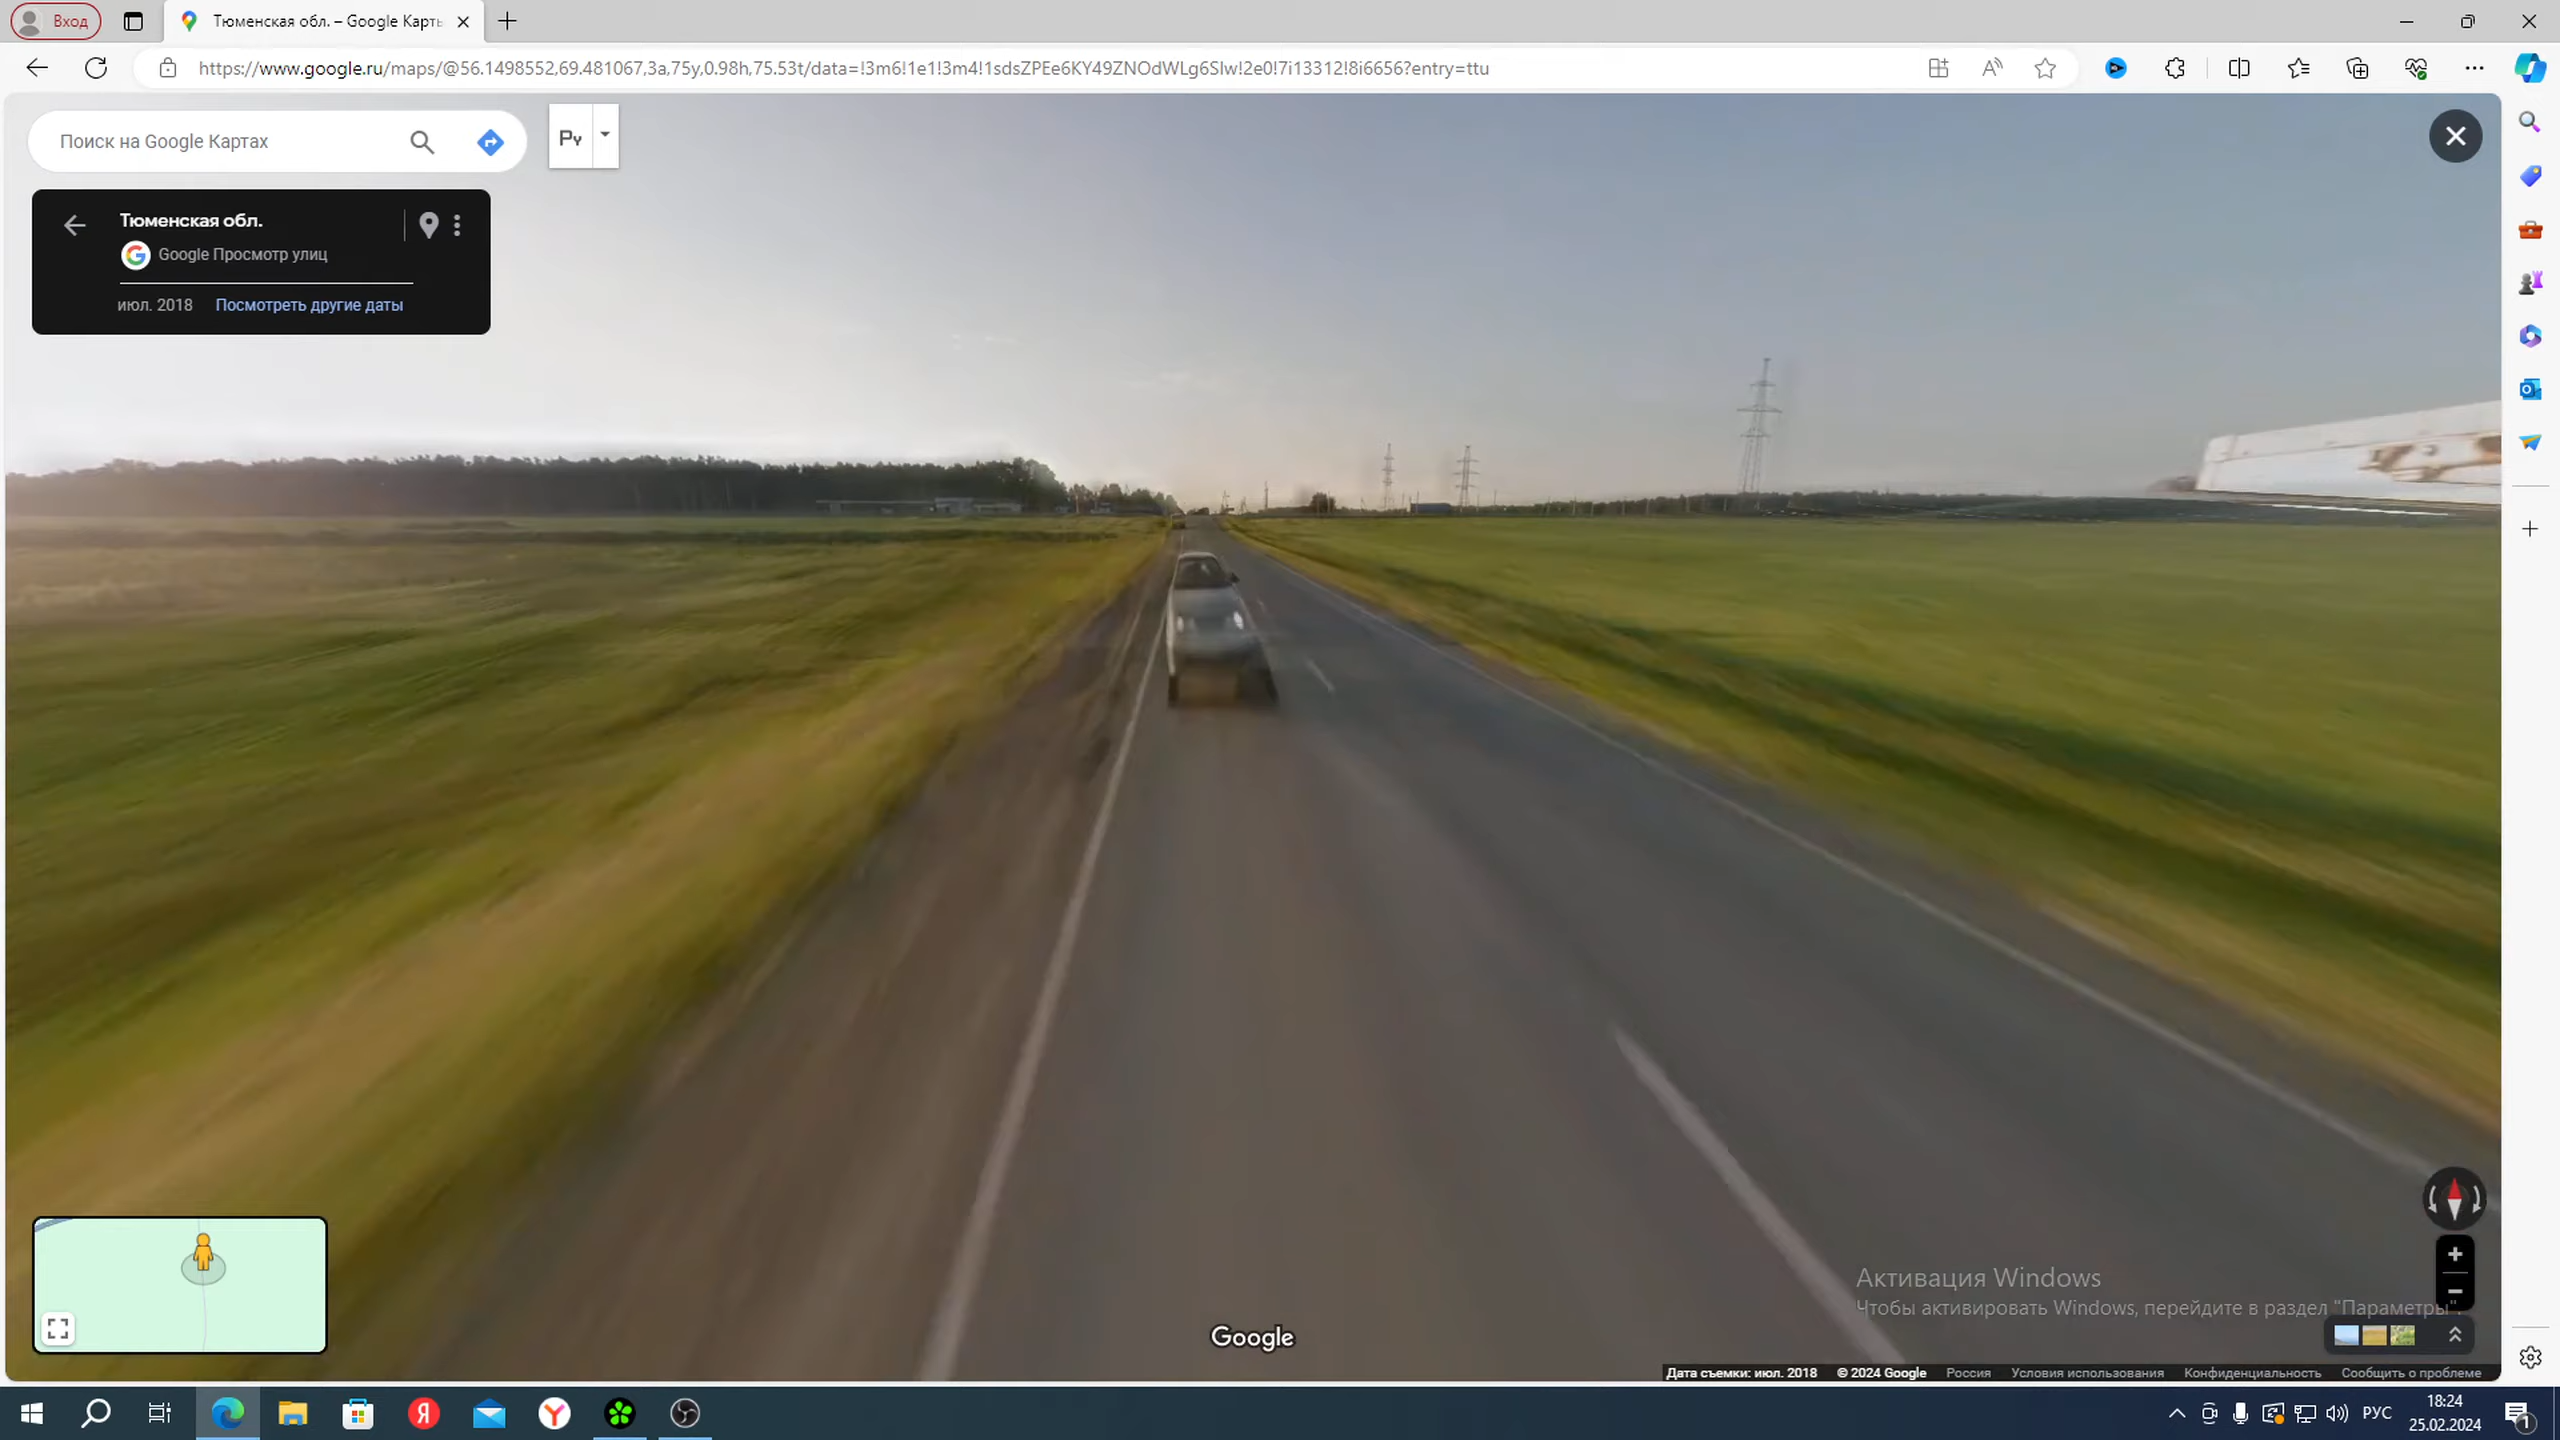 Вход
Тюменская обл. – Google Карты
https://www.google.ru/maps/@56.1498552,69.481067,3a,75y,0.98h,75.53t/data=!3m6!1e1!3m4!1sdsZPEe6KY49ZNOdWLg6SIw!2e0!7i13312!8i6656?entry=ttu
Поиск на Google Картах
Ру
Тюменская обл.
Google Просмотр улиц
июл. 2018 Посмотреть другие даты
Активация Windows
Чтобы активировать Windows, перейдите в раздел "Параметры".
Google
Дата съемки: июл. 2018 © 2024 Google Россия Условия использования Конфиденциальность Сообщить о проблеме
РУС
18:24
25.02.2024
1